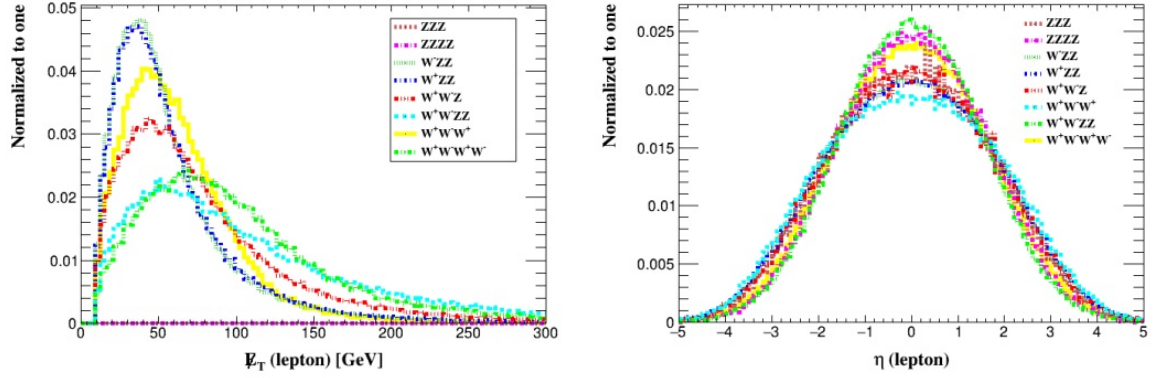 Normalized to one
0.05
0.04
0.03
0.02
0.01
0
0 50 100 150 200 250 300
E̸T (lepton) [GeV]
ZZZ
ZZZZ
W⁻ZZ
W⁺ZZ
W⁺W⁻Z
W⁺W⁻ZZ
W⁺W⁻W⁺
W⁺W⁻W⁺W⁻
Normalized to one
0.025
0.02
0.015
0.01
0.005
0
−5 −4 −3 −2 −1 0 1 2 3 4 5
η (lepton)
ZZZ
ZZZZ
W⁻ZZ
W⁺ZZ
W⁺W⁻Z
W⁺W⁻W⁺
W⁺W⁻ZZ
W⁺W⁻W⁺W⁻